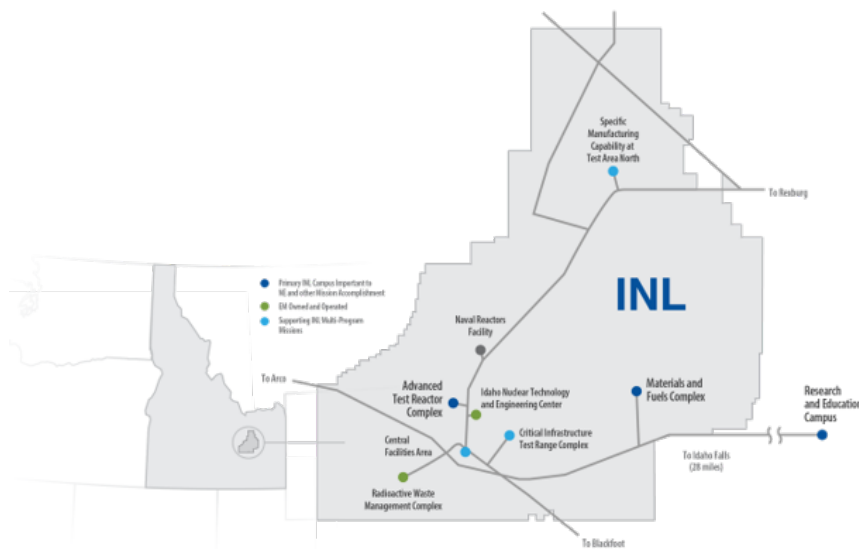 Specific
Manufacturing
Capability at
Test Area North
To Rexburg
INL
Primary INL Campus Important to
NE and other Mission Accomplishment
EM Owned and Operated
Supporting INL Multi-Program
Missions
Naval Reactors
Facility
To Arco
Advanced
Test Reactor
Complex
Idaho Nuclear Technology
and Engineering Center
Materials and
Fuels Complex
Research
and Education
Campus
Central
Facilities Area
Critical Infrastructure
Test Range Complex
To Idaho Falls
(28 miles)
Radioactive Waste
Management Complex
To Blackfoot